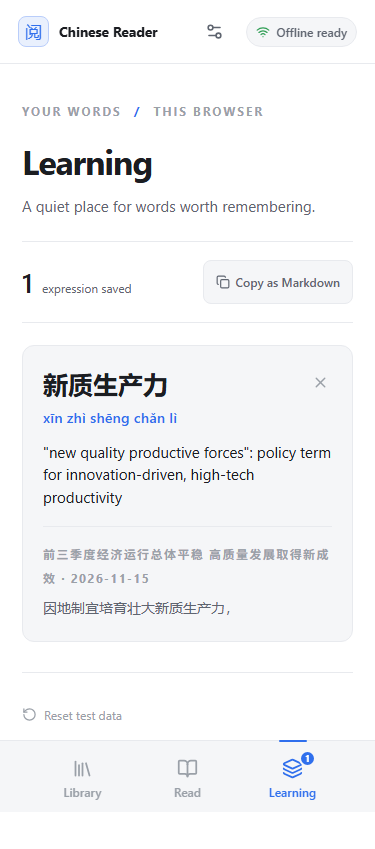 阅
Chinese Reader
Offline ready
YOUR WORDS / THIS BROWSER
Learning
A quiet place for words worth remembering.
1 expression saved
Copy as Markdown
新质生产力
xīn zhì shēng chǎn lì
"new quality productive forces": policy term
for innovation-driven, high-tech
productivity
前三季度经济运行总体平稳 高质量发展取得新成
效 · 2026-11-15
因地制宜培育壮大新质生产力，
Reset test data
1
Library
Read
Learning